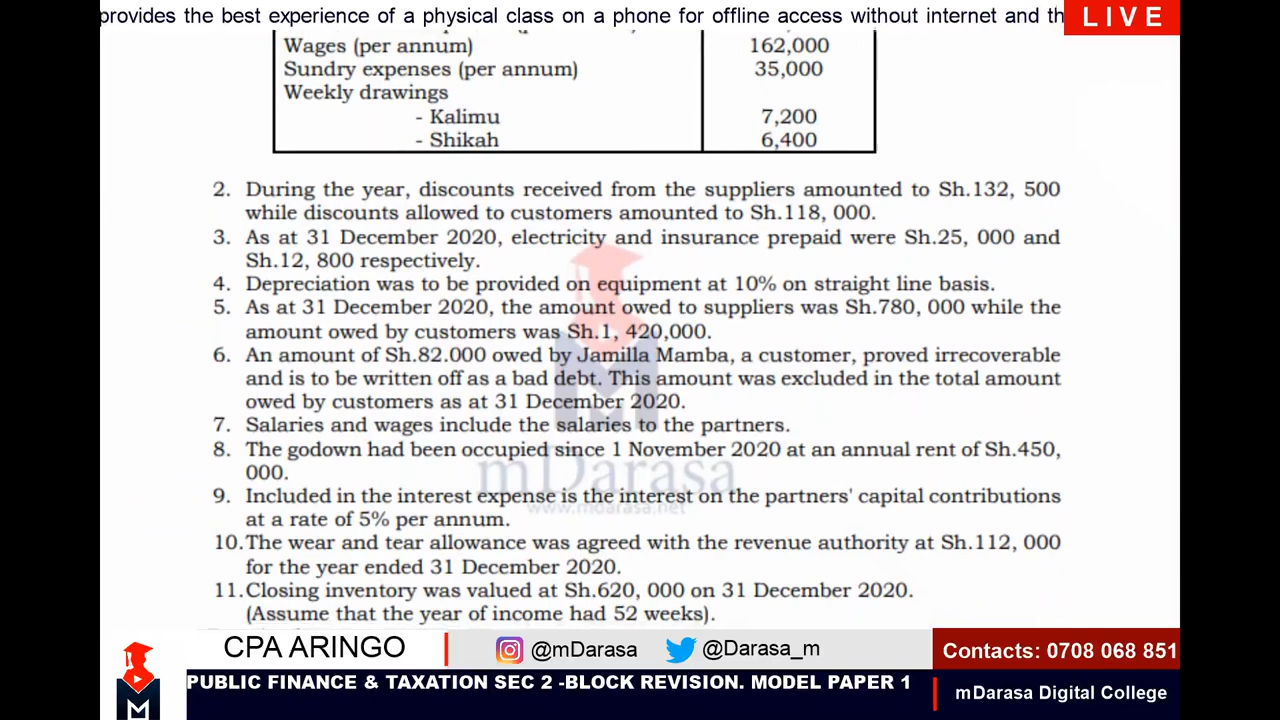 provides the best experience of a physical class on a phone for offline access without internet and th
LIVE
Wages (per annum) 162,000
Sundry expenses (per annum) 35,000
Weekly drawings
- Kalimu 7,200
- Shikah 6,400
2. During the year, discounts received from the suppliers amounted to Sh.132, 500
while discounts allowed to customers amounted to Sh.118, 000.
3. As at 31 December 2020, electricity and insurance prepaid were Sh.25, 000 and
Sh.12, 800 respectively.
4. Depreciation was to be provided on equipment at 10% on straight line basis.
5. As at 31 December 2020, the amount owed to suppliers was Sh.780, 000 while the
amount owed by customers was Sh.1, 420,000.
6. An amount of Sh.82.000 owed by Jamilla Mamba, a customer, proved irrecoverable
and is to be written off as a bad debt. This amount was excluded in the total amount
owed by customers as at 31 December 2020.
7. Salaries and wages include the salaries to the partners.
8. The godown had been occupied since 1 November 2020 at an annual rent of Sh.450,
000.
mDarasa
9. Included in the interest expense is the interest on the partners' capital contributions
www.mdarasa.net
at a rate of 5% per annum.
10.The wear and tear allowance was agreed with the revenue authority at Sh.112, 000
for the year ended 31 December 2020.
11.Closing inventory was valued at Sh.620, 000 on 31 December 2020.
(Assume that the year of income had 52 weeks).
CPA ARINGO
@mDarasa
@Darasa_m
Contacts: 0708 068 851
PUBLIC FINANCE & TAXATION SEC 2 -BLOCK REVISION. MODEL PAPER 1
mDarasa Digital College